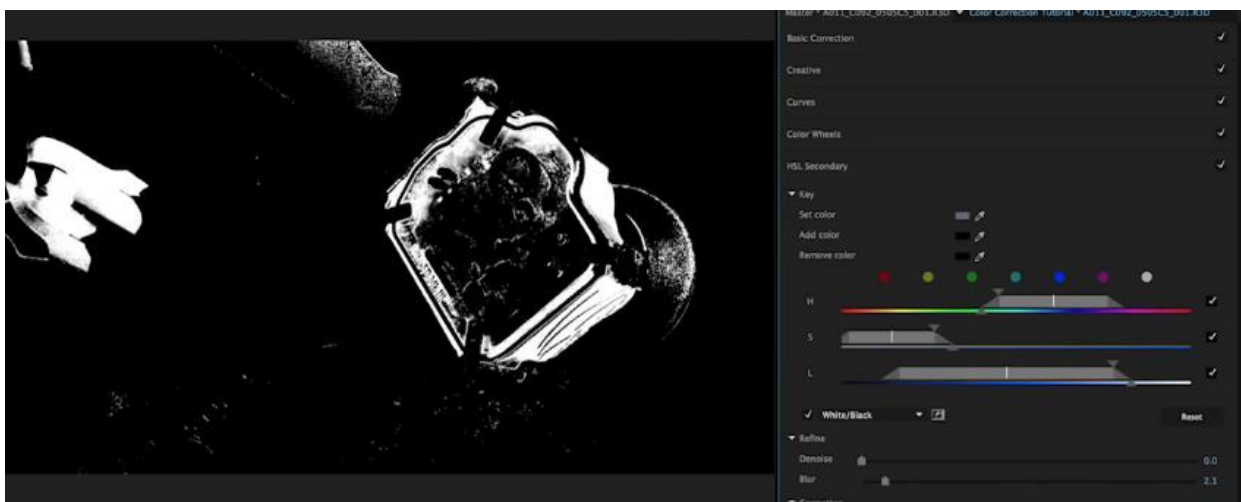 Master * A011_C092_0505C5_001.R3D Color Correction Tutorial * A011_C092_0505C5_001.R3D
Basic Correction
Creative
Curves
Color Wheels
HSL Secondary
Key
Set color
Add color
Remove color
H
S
L
White/Black
Reset
Refine
Denoise 0.0
Blur 2.1
Correction